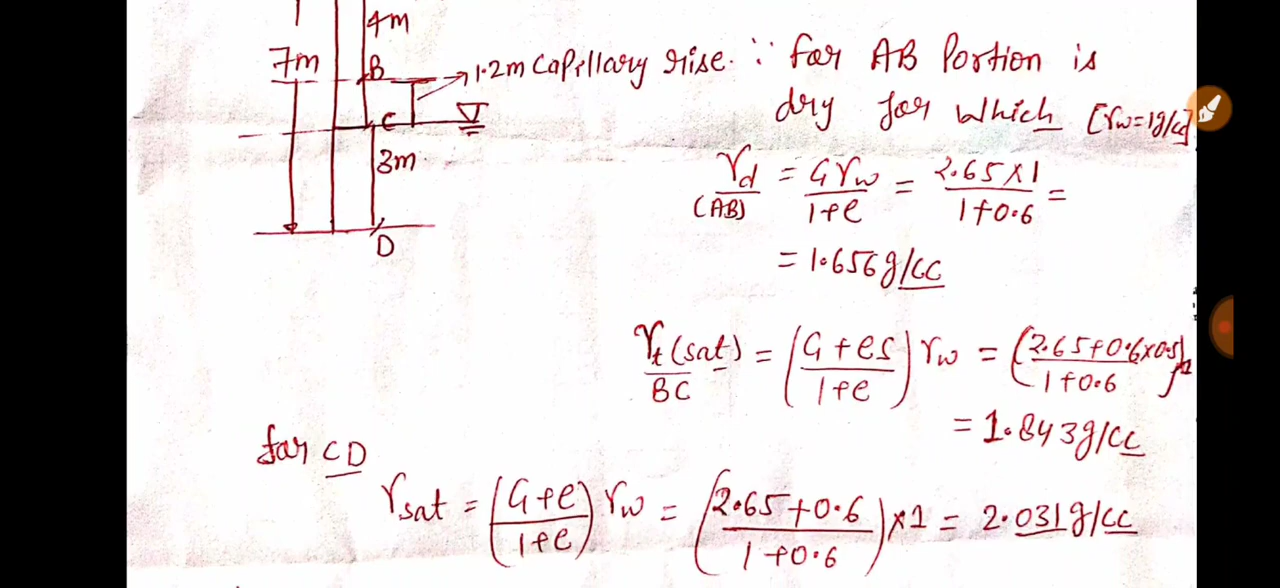 4m
7m
B
1.2m Capillary rise. ∵ for AB Portion is
dry for which [γw=1g/cc]
C
3m
D
γd (AB) = Gγw / 1+e = 2.65×1 / 1+0.6 =
= 1.656g/cc
γt (sat) BC = (G+es / 1+e) γw = (2.65+0.6×0.5 / 1+0.6)
= 1.843g/cc
for CD
γsat = (G+e / 1+e) γw = (2.65+0.6 / 1+0.6) ×1 = 2.031g/cc